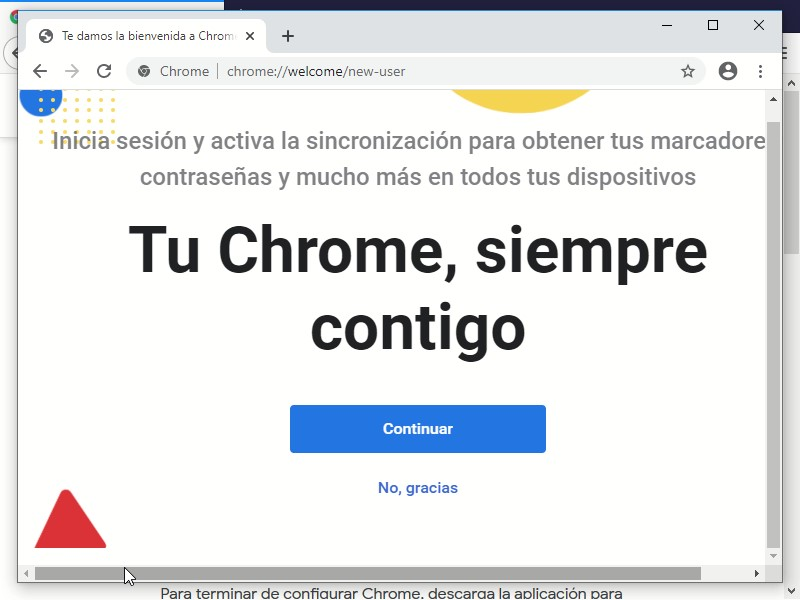 Te damos la bienvenida a Chrome
Chrome
chrome://welcome/new-user
Inicia sesión y activa la sincronización para obtener tus marcadore
contraseñas y mucho más en todos tus dispositivos
Tu Chrome, siempre
contigo
Continuar
No, gracias
Para terminar de configurar Chrome, descarga la aplicación para